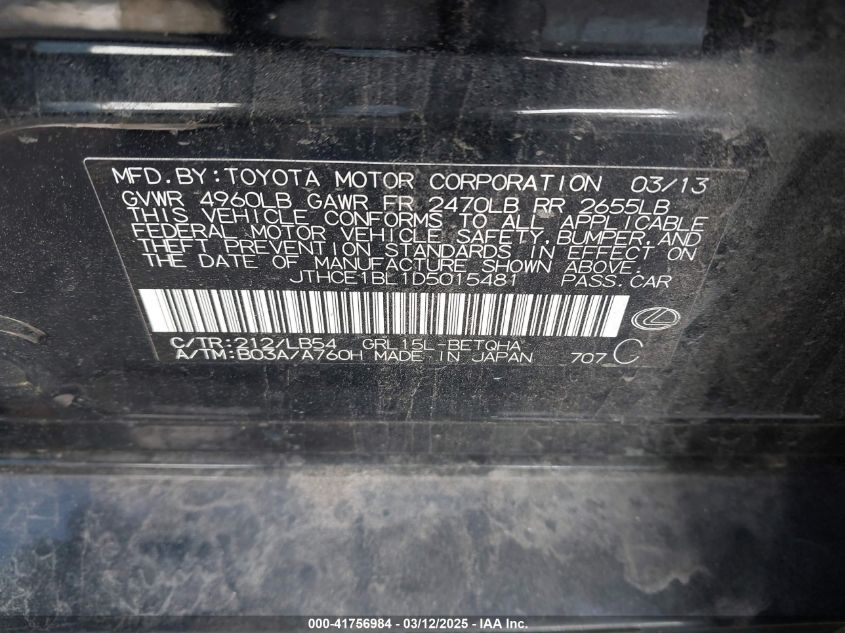 MFD.BY:TOYOTA MOTOR CORPORATION 03/13
GVWR 4960LB GAWR FR 2470LB RR 2655LB
THIS VEHICLE CONFORMS TO ALL APPLICABLE
FEDERAL MOTOR VEHICLE SAFETY, BUMPER, AND
THEFT PREVENTION STANDARDS IN EFFECT ON
THE DATE OF MANUFACTURE SHOWN ABOVE.
JTHCE1BL1D5015481 PASS.CAR
C/TR:212/LB54 GRL15L-BETQHA
A/TM:B03A/A760H MADE IN JAPAN 707 C
000-41756984 - 03/12/2025 - IAA Inc.